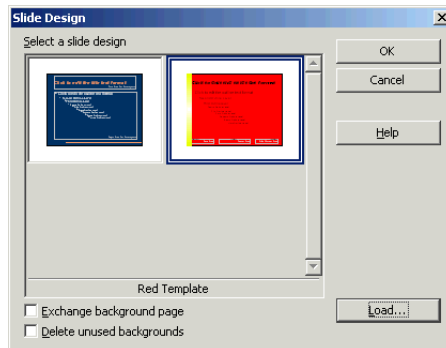 Slide Design
Select a slide design
OK
Cancel
Help
Red Template
Exchange background page
Delete unused backgrounds
Load...